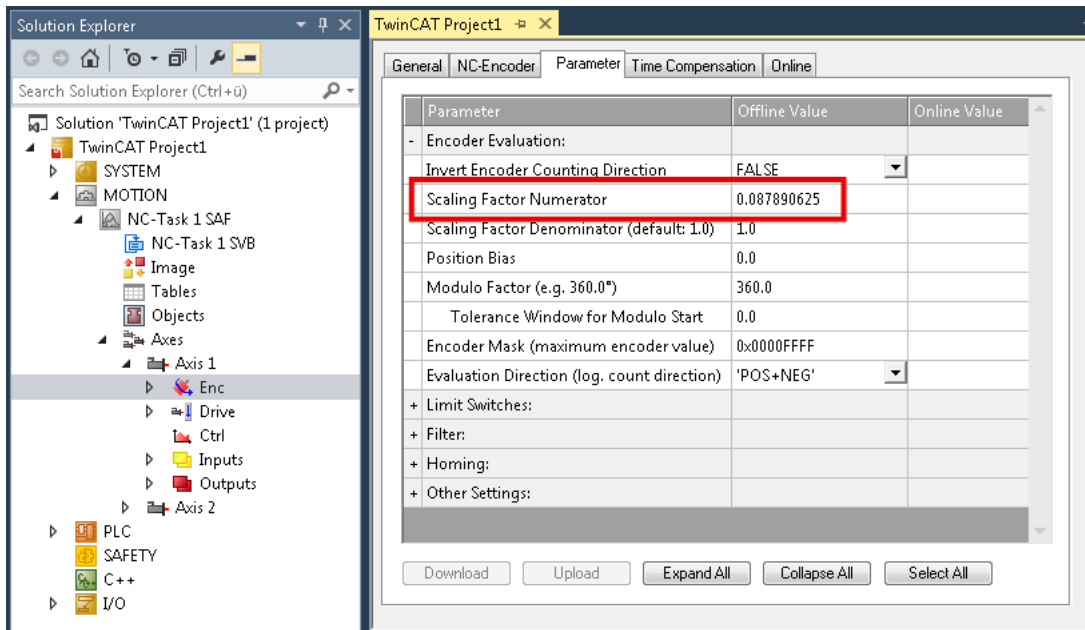 Solution Explorer
Search Solution Explorer (Ctrl+ü)
Solution 'TwinCAT Project1' (1 project)
TwinCAT Project1
SYSTEM
MOTION
NC-Task 1 SAF
NC-Task 1 SVB
Image
Tables
Objects
Axes
Axis 1
Enc
Drive
Ctrl
Inputs
Outputs
Axis 2
PLC
SAFETY
C++
I/O
TwinCAT Project1
General NC-Encoder Parameter Time Compensation Online
Parameter Offline Value Online Value
- Encoder Evaluation:
Invert Encoder Counting Direction FALSE
Scaling Factor Numerator 0.087890625
Scaling Factor Denominator (default: 1.0) 1.0
Position Bias 0.0
Modulo Factor (e.g. 360.0°) 360.0
Tolerance Window for Modulo Start 0.0
Encoder Mask (maximum encoder value) 0x0000FFFF
Evaluation Direction (log. count direction) 'POS+NEG'
+ Limit Switches:
+ Filter:
+ Homing:
+ Other Settings:
Download Upload Expand All Collapse All Select All